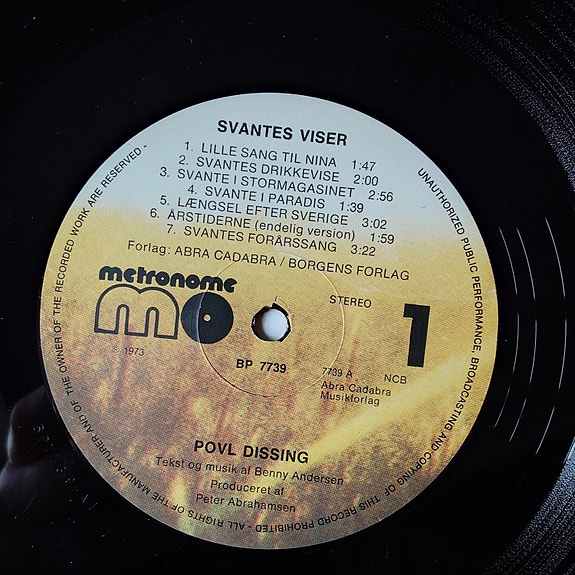 SVANTES VISER
1. LILLE SANG TIL NINA 1:47
2. SVANTES DRIKKEVISE 2:00
3. SVANTE I STORMAGASINET 2:56
4. SVANTE I PARADIS 1:39
5. LÆNGSEL EFTER SVERIGE 3:02
6. ÅRSTIDERNE (endelig version) 1:59
7. SVANTES FORÅRSSANG 3:22
Forlag: ABRA CADABRA / BORGENS FORLAG
metronome
mo
STEREO
1
℗ 1973
BP 7739
7739 A
NCB
Abra Cadabra
Musikforlag
POVL DISSING
Tekst og musik af Benny Andersen
Produceret af
Peter Abrahamsen
- ALL RIGHTS OF THE MANUFACTURER AND OF THE OWNER OF THE RECORDED WORK ARE RESERVED - UNAUTHORIZED PUBLIC PERFORMANCE, BROADCASTING AND COPYING OF THIS RECORD PROHIBITED